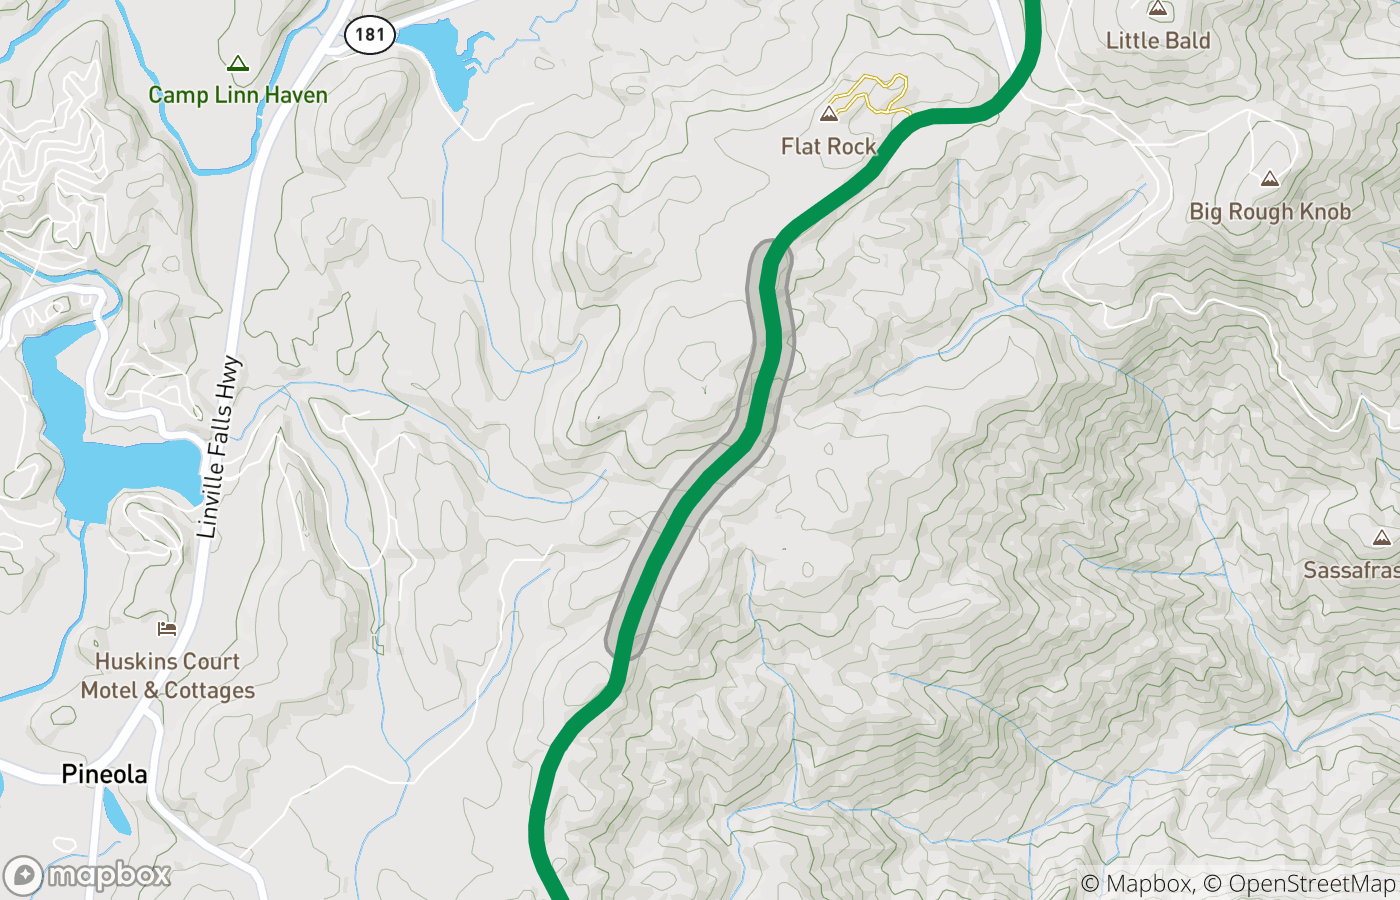 181
Little Bald
Camp Linn Haven
Flat Rock
Big Rough Knob
Linville Falls Hwy
Sassafras
Huskins Court
Motel & Cottages
Pineola
mapbox
© Mapbox, © OpenStreetMap